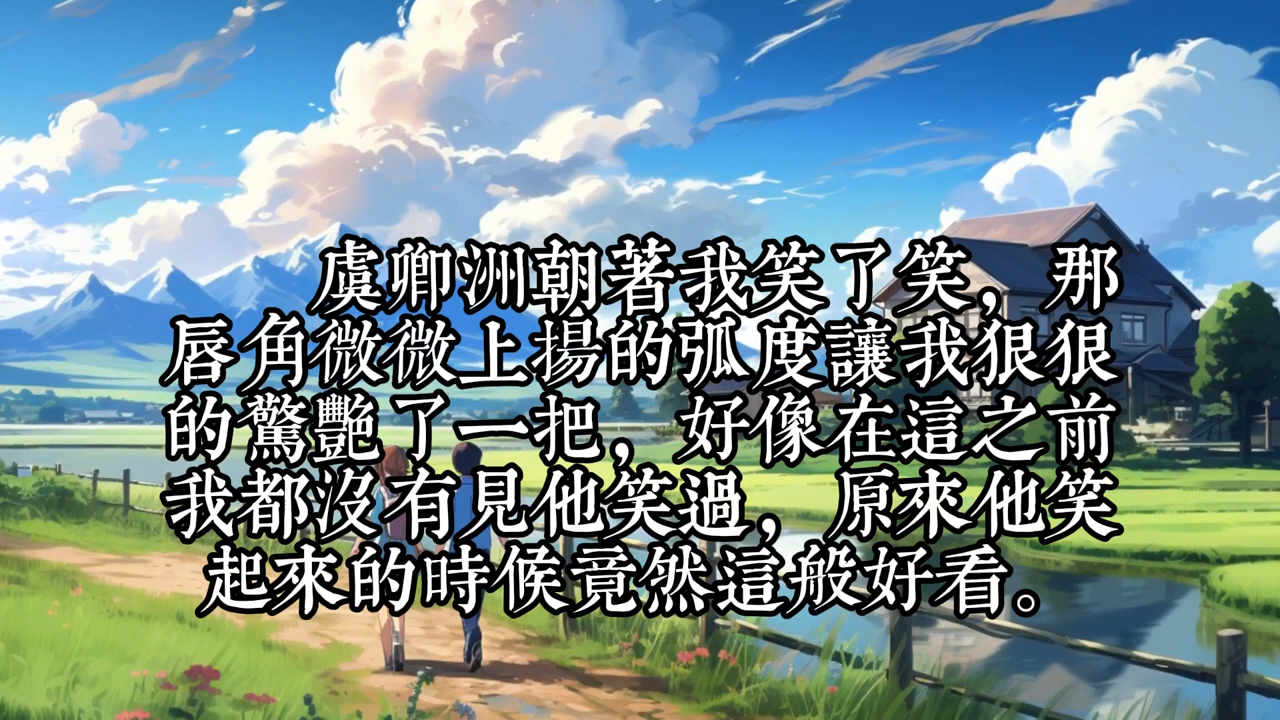 虞卿洲朝著我笑了笑，那
唇角微微上揚的弧度讓我狠狠
的驚艷了一把，好像在這之前
我都沒有見他笑過，原來他笑
起來的時候竟然這般好看。